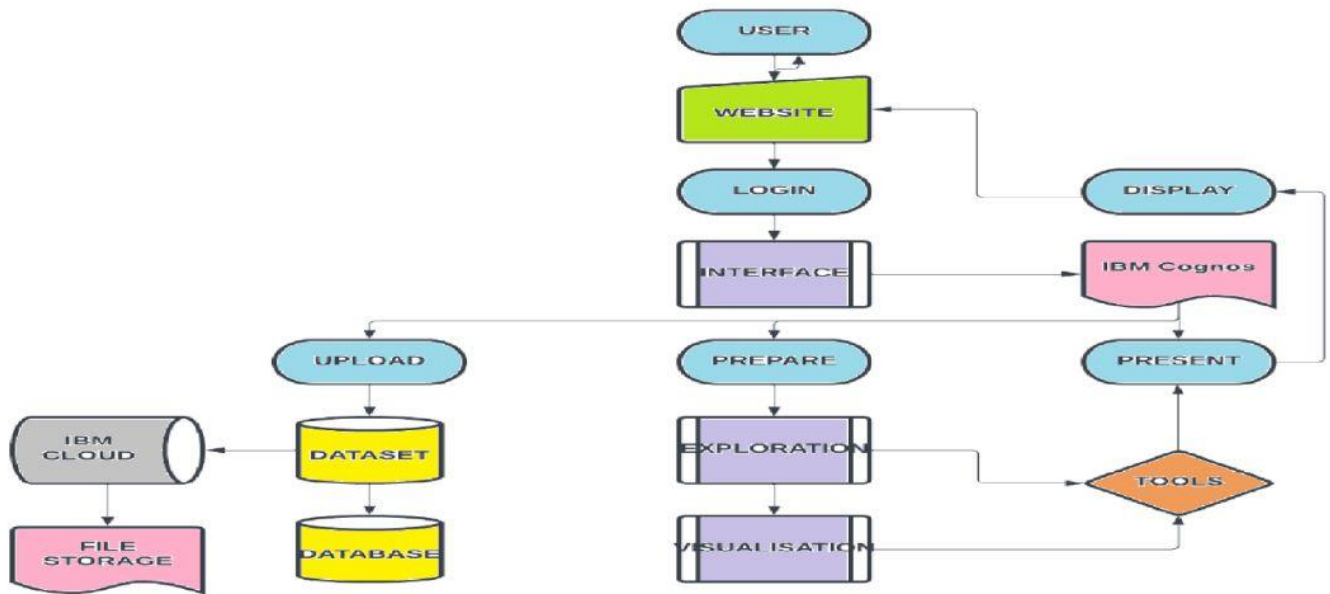 USER
WEBSITE
LOGIN
DISPLAY
INTERFACE
IBM Cognos
UPLOAD
PREPARE
PRESENT
IBM
CLOUD
DATASET
EXPLORATION
TOOLS
FILE
STORAGE
DATABASE
VISUALISATION